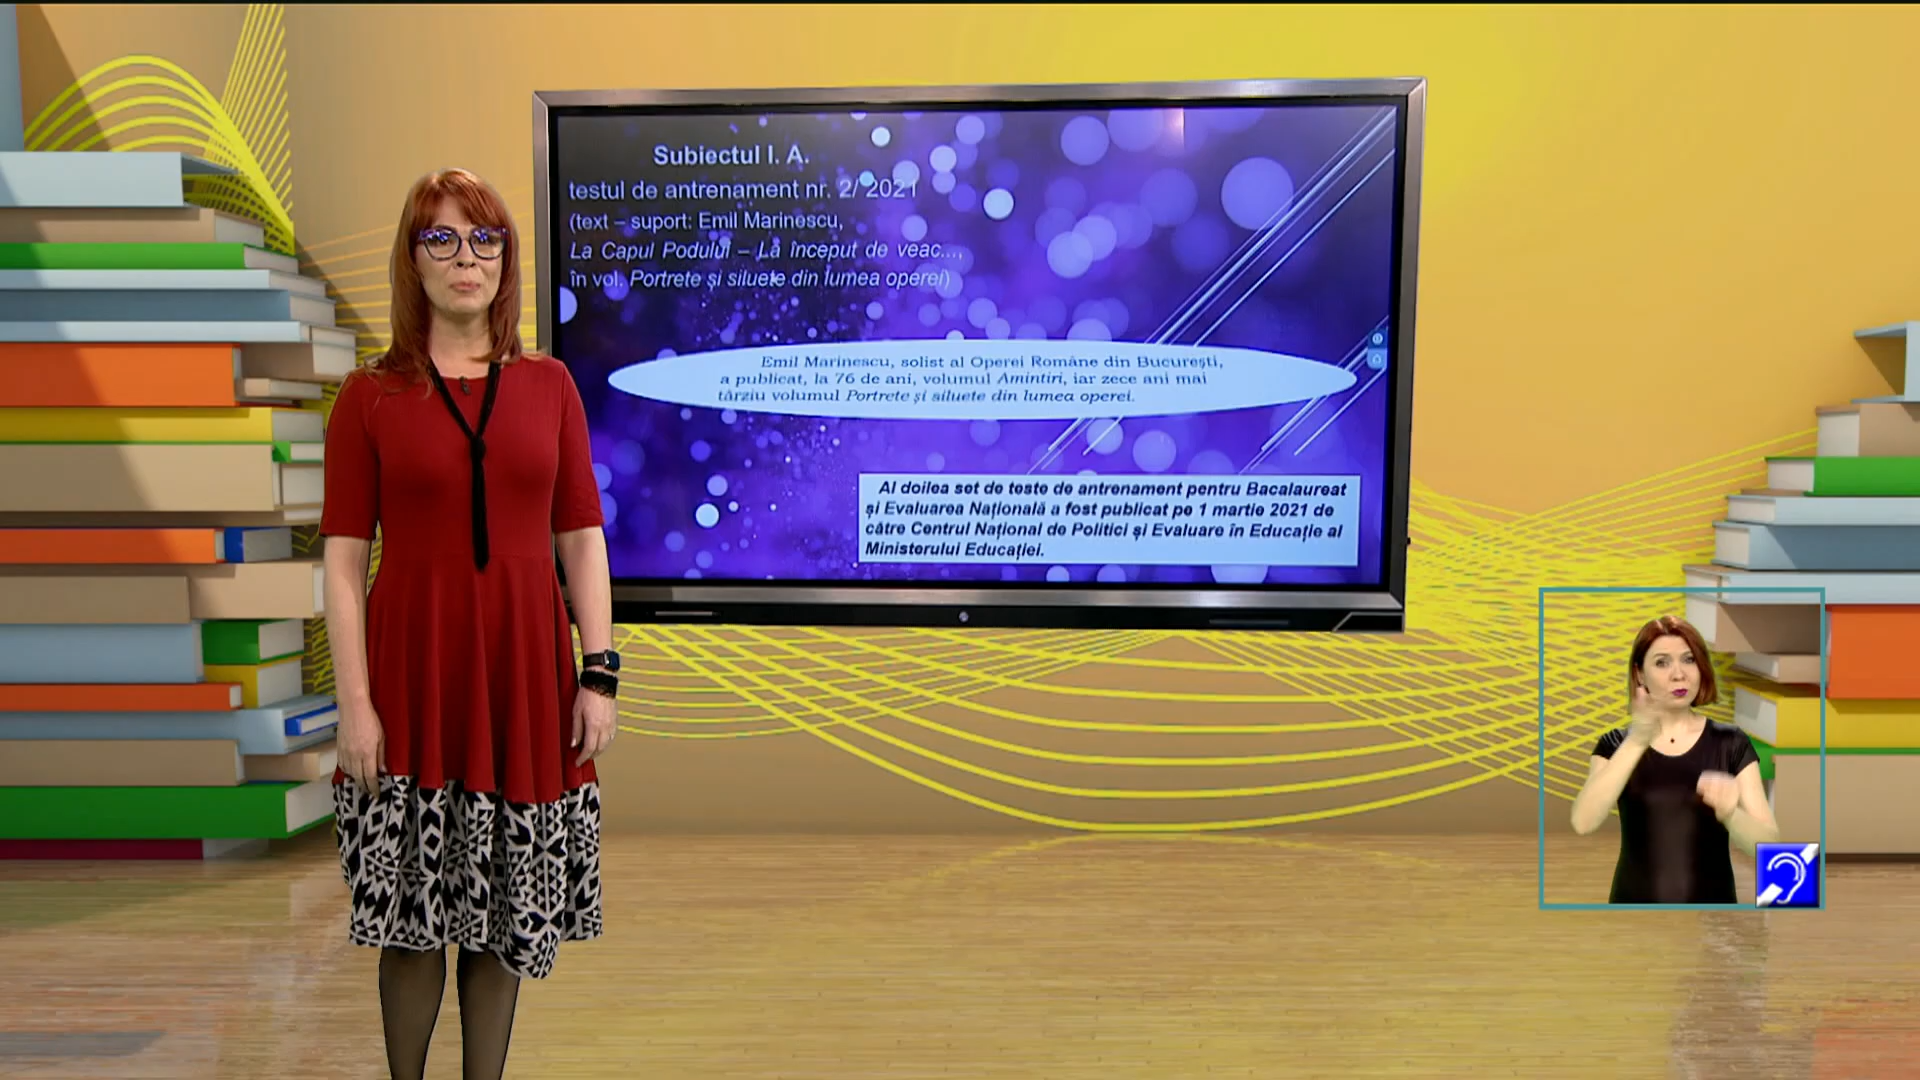 Subiectul I. A.
testul de antrenament nr. 2/ 2021
(text – suport: Emil Marinescu,
La Capul Podului – La început de veac...,
în vol. Portrete și siluete din lumea operei)
Emil Marinescu, solist al Operei Române din București,
a publicat, la 76 de ani, volumul Amintiri, iar zece ani mai
târziu volumul Portrete și siluete din lumea operei.
Al doilea set de teste de antrenament pentru Bacalaureat
și Evaluarea Națională a fost publicat pe 1 martie 2021 de
către Centrul Național de Politici și Evaluare în Educație al
Ministerului Educației.